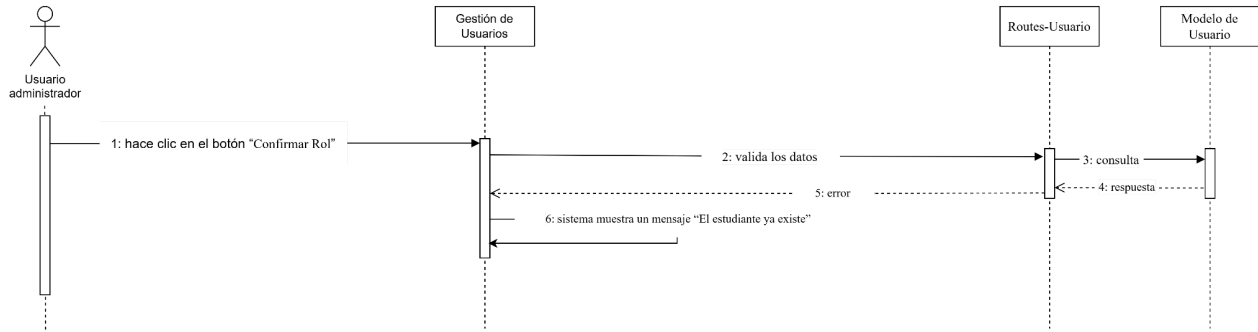 Usuario
administrador
Gestión de
Usuarios
Routes-Usuario
Modelo de
Usuario
1: hace clic en el botón “Confirmar Rol”
2: valida los datos
3: consulta
4: respuesta
5: error
6: sistema muestra un mensaje “El estudiante ya existe”